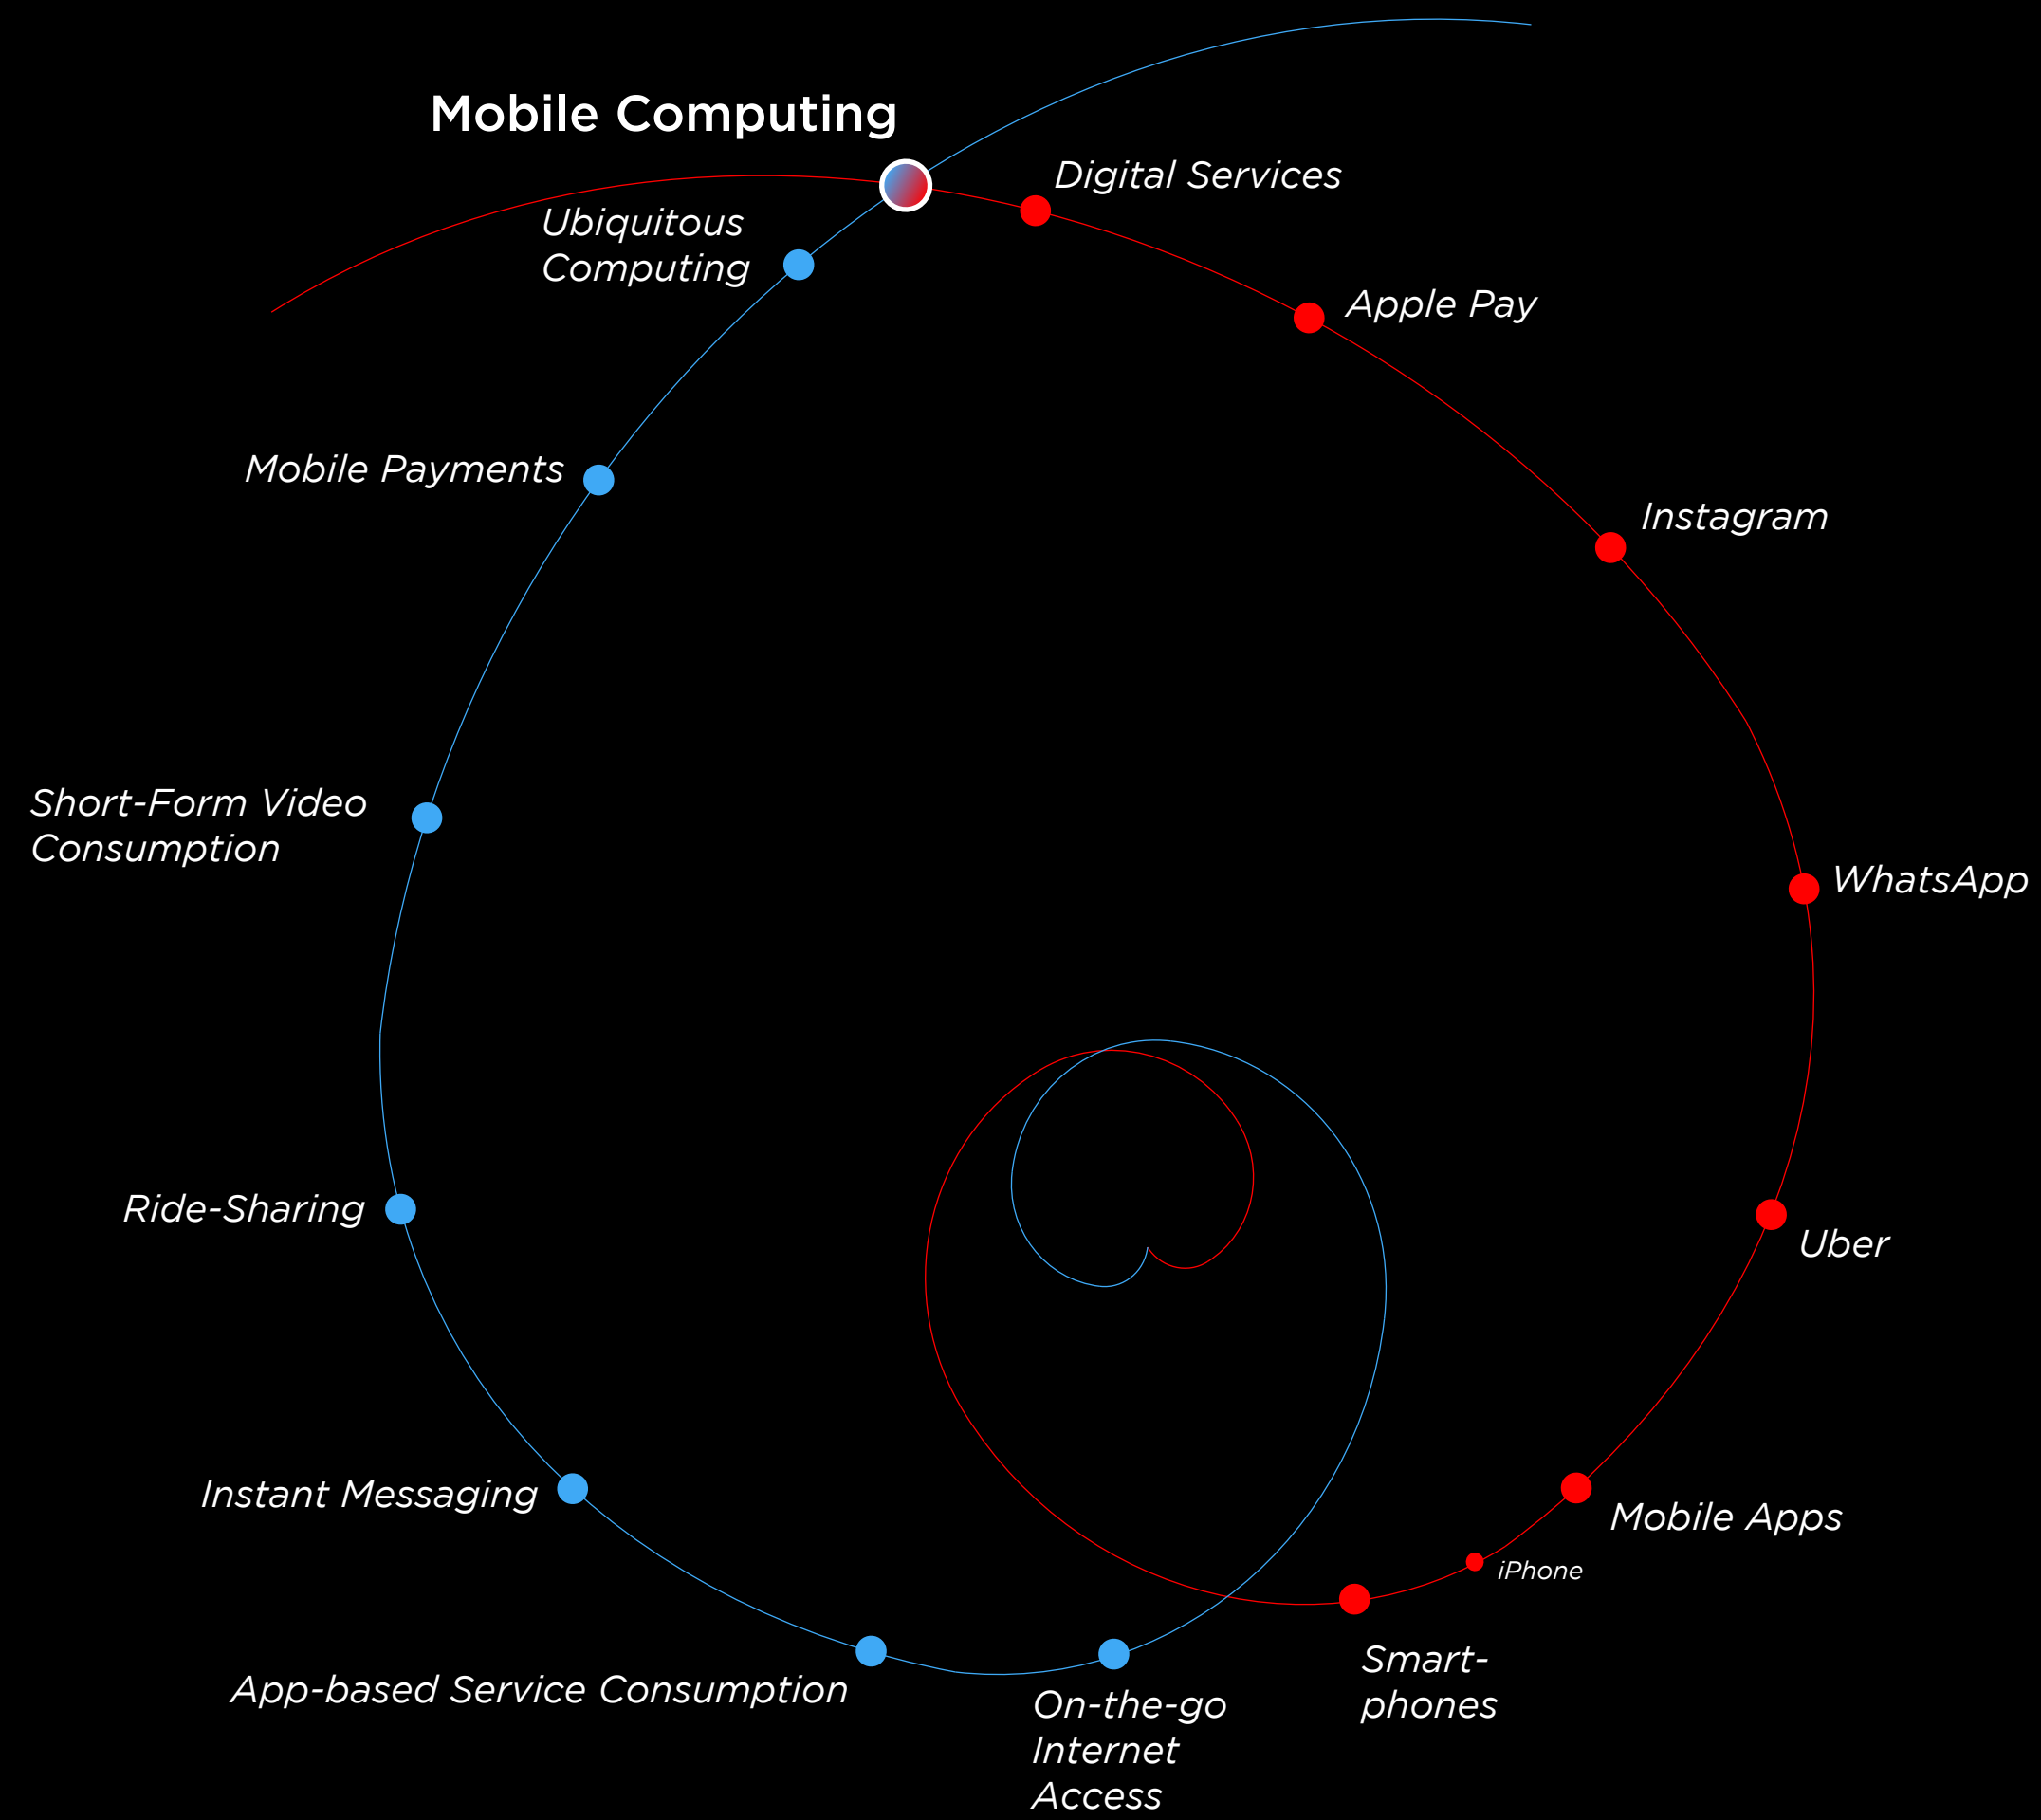 Mobile Computing
Digital Services
Ubiquitous
Computing
Apple Pay
Mobile Payments
Instagram
Short-Form Video
Consumption
WhatsApp
Ride-Sharing
Uber
Instant Messaging
Mobile Apps
iPhone
App-based Service Consumption
Smart-
phones
On-the-go
Internet
Access